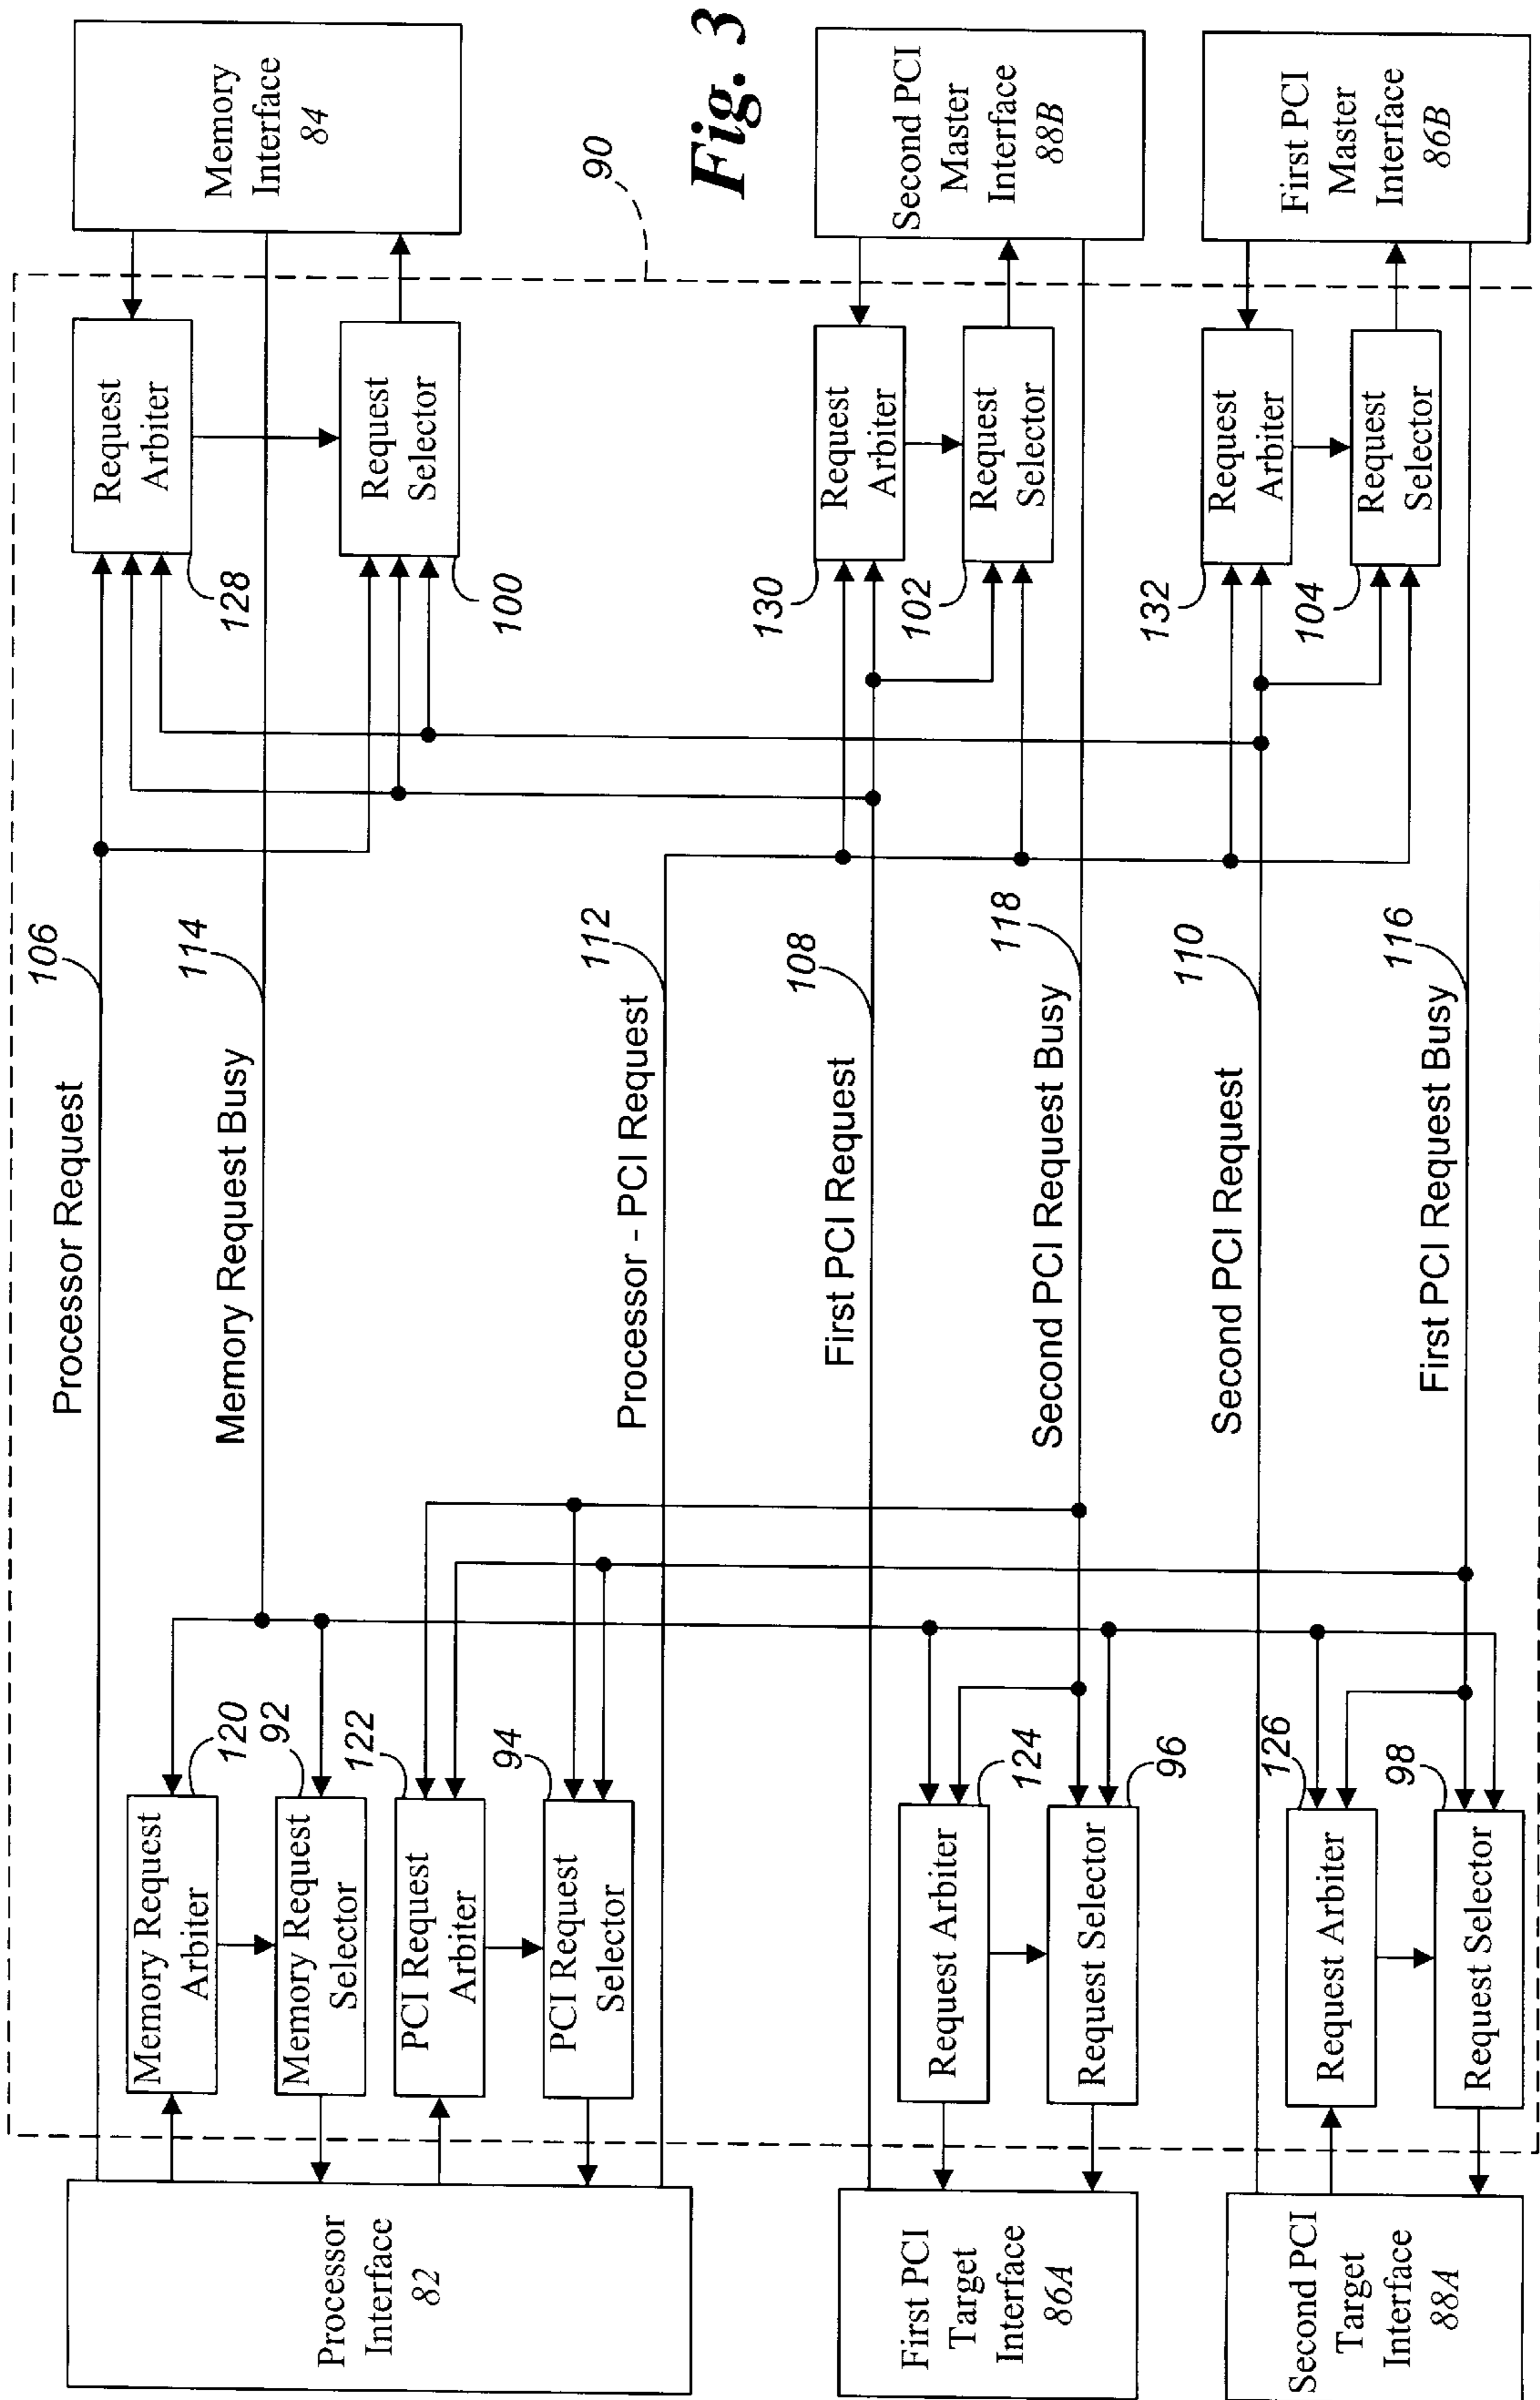 Fig. 3
90
Processor
Interface
82
Memory Request
Arbiter
120
Memory Request
Selector
92
PCI Request
Arbiter
122
PCI Request
Selector
94
Processor Request
106
Memory Request Busy
114
Processor - PCI Request
112
Request
Arbiter
128
Request
Selector
100
Memory
Interface
84
First PCI
Target
Interface
86A
Request Arbiter
124
Request Selector
96
First PCI Request
108
Second PCI Request Busy
118
Request
Arbiter
130
Request
Selector
102
Second PCI
Master
Interface
88B
Second PCI
Target
Interface
88A
Request Arbiter
126
Request Selector
98
Second PCI Request
110
First PCI Request Busy
116
Request
Arbiter
132
Request
Selector
104
First PCI
Master
Interface
86B